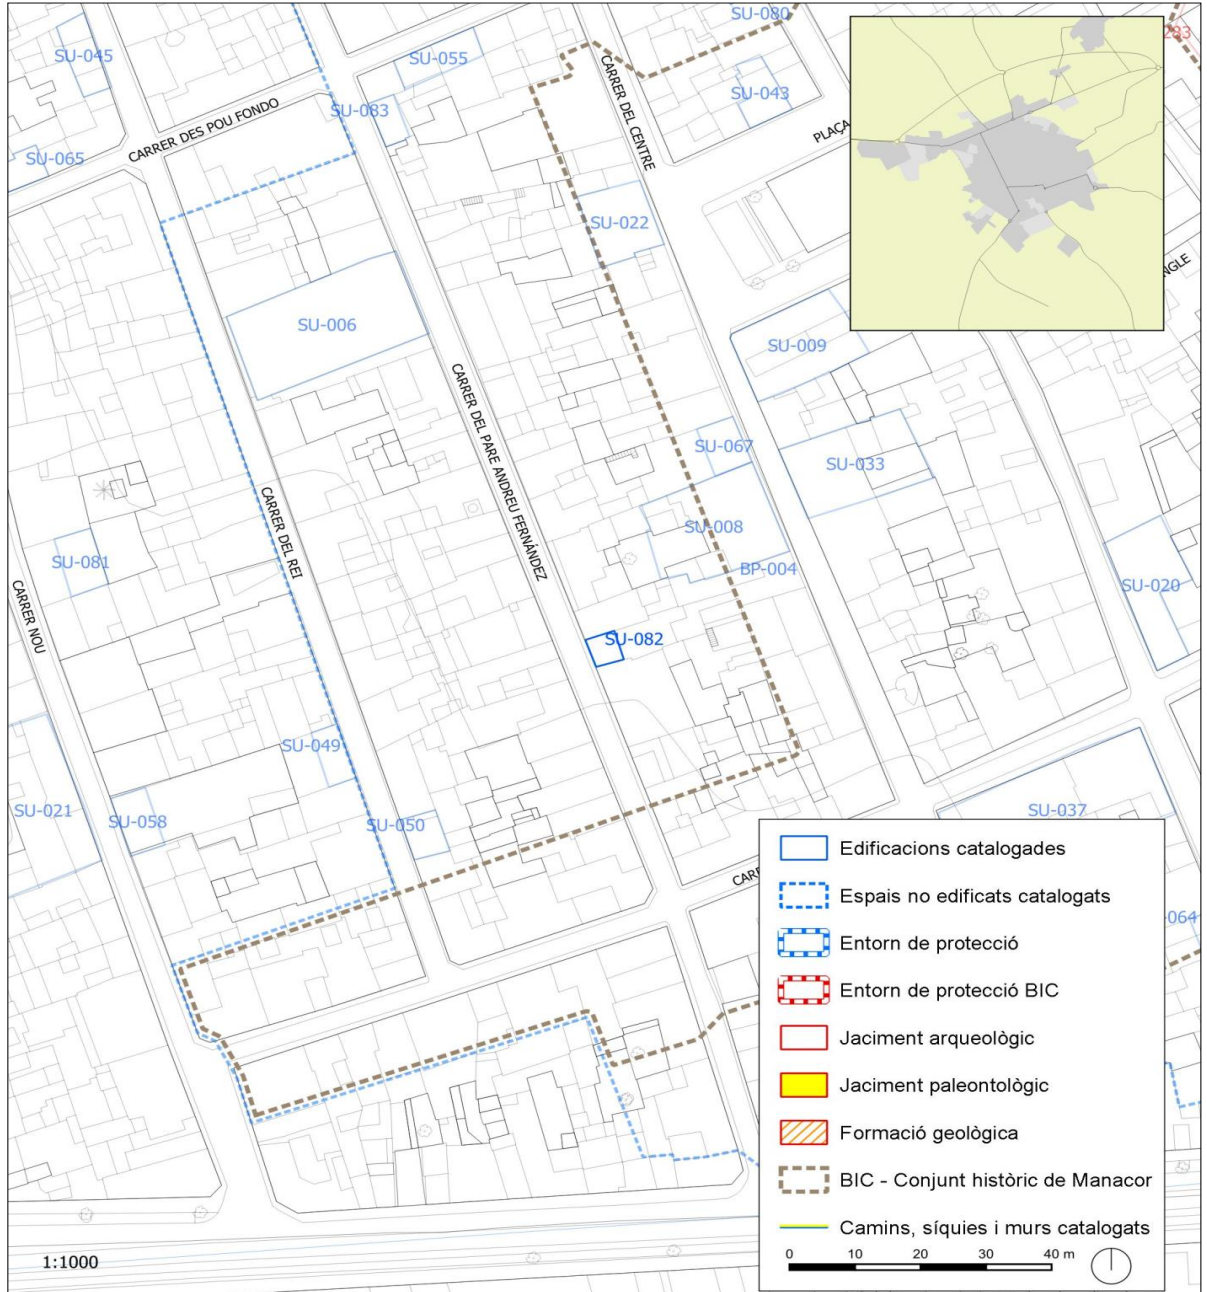 SU-080
SU-045
SU-055
283
SU-083
SU-043
CARRER DEL CENTRE
CARRER DES POU FONDO
PLAÇA
SU-065
SU-022
NGLE
SU-006
SU-009
CARRER DEL PARE ANDREU FERNÁNDEZ
SU-067
SU-033
CARRER DEL REI
SU-008
SU-081
BP-004
SU-020
CARRER NOU
SU-082
SU-049
SU-021
SU-058
SU-050
SU-037
CARR
-064
Edificacions catalogades
Espais no edificats catalogats
Entorn de protecció
Entorn de protecció BIC
Jaciment arqueològic
Jaciment paleontològic
Formació geològica
BIC - Conjunt històric de Manacor
Camins, síquies i murs catalogats
0 10 20 30 40 m
1:1000